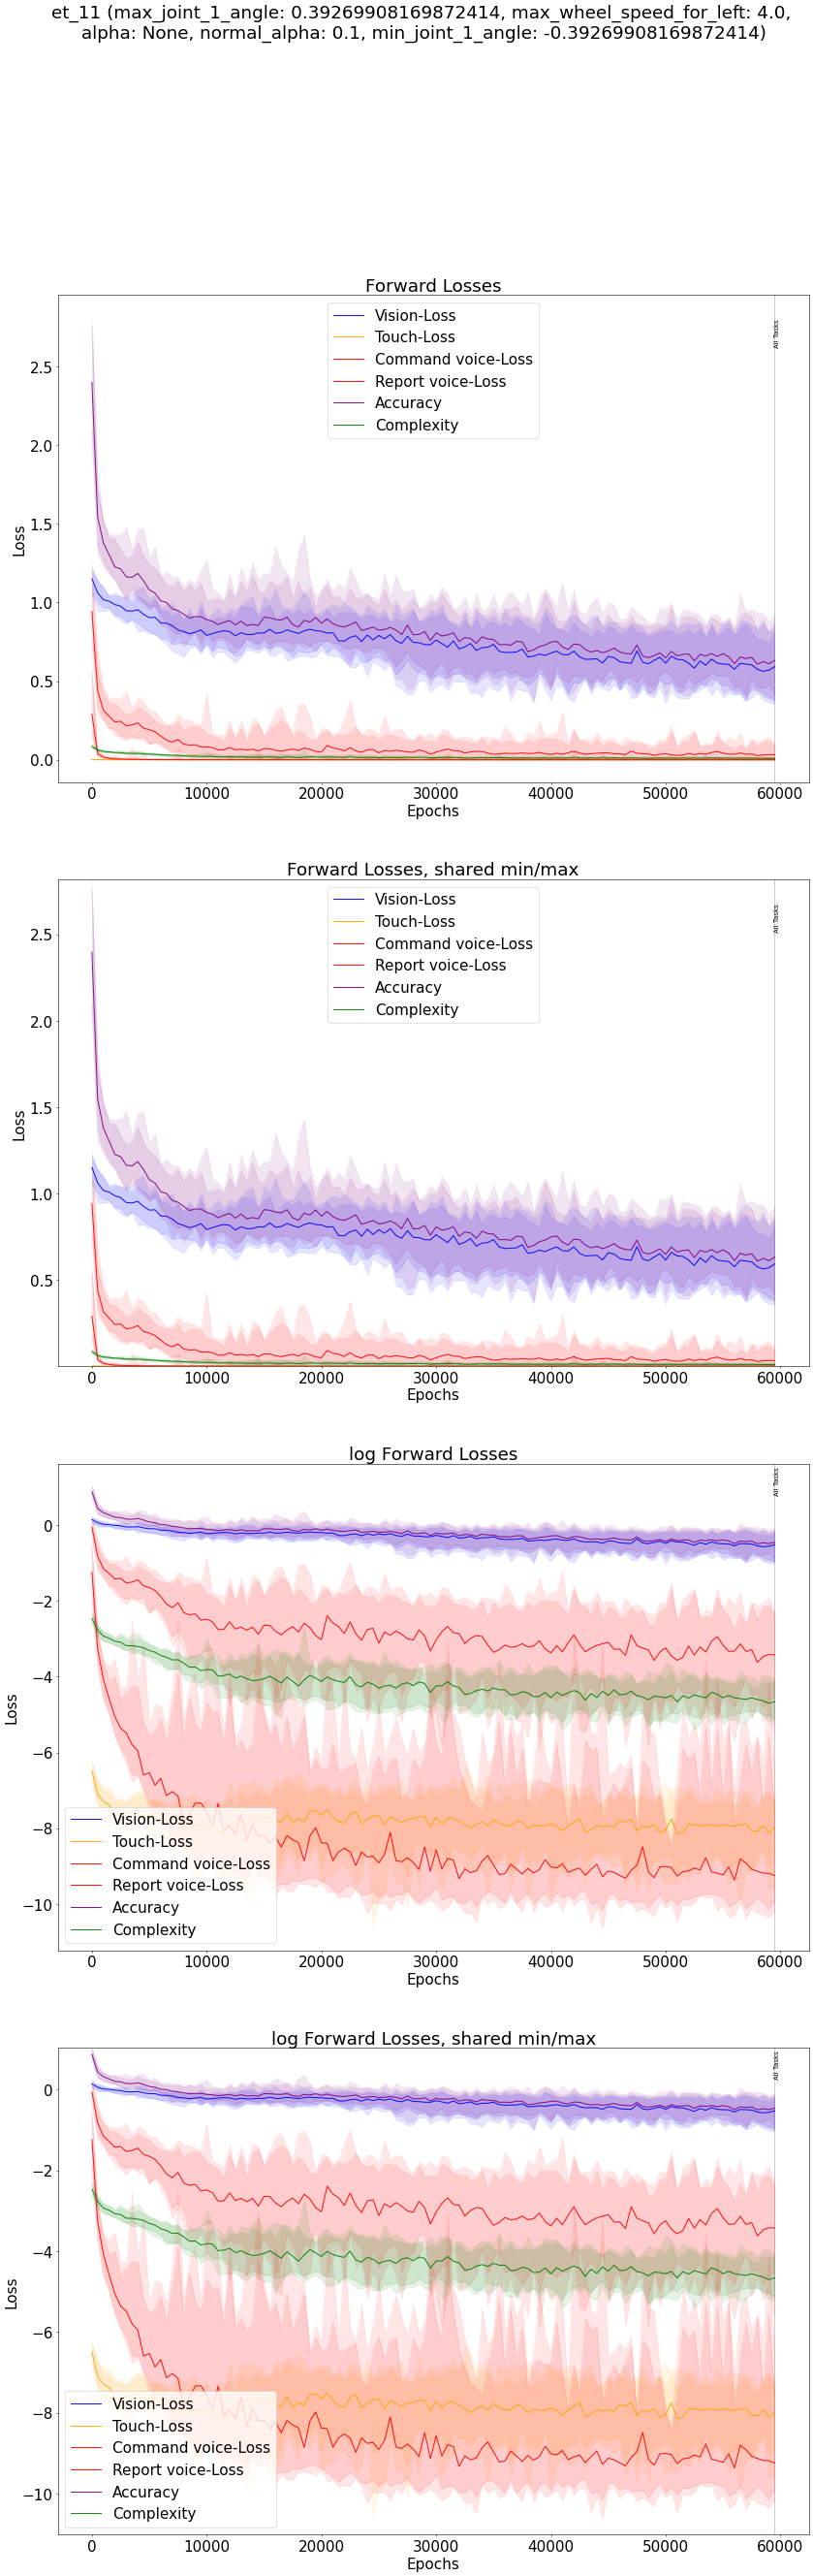 et_11 (max_joint_1_angle: 0.39269908169872414, max_wheel_speed_for_left: 4.0,
alpha: None, normal_alpha: 0.1, min_joint_1_angle: -0.39269908169872414)
Forward Losses
Vision-Loss
Touch-Loss
Command voice-Loss
Report voice-Loss
Accuracy
Complexity
All Tasks
Loss
2.5
2.0
1.5
1.0
0.5
0.0
0 10000 20000 30000 40000 50000 60000
Epochs
Forward Losses, shared min/max
Vision-Loss
Touch-Loss
Command voice-Loss
Report voice-Loss
Accuracy
Complexity
All Tasks
Loss
2.5
2.0
1.5
1.0
0.5
0 10000 20000 30000 40000 50000 60000
Epochs
log Forward Losses
All Tasks
Loss
0
−2
−4
−6
−8
−10
Vision-Loss
Touch-Loss
Command voice-Loss
Report voice-Loss
Accuracy
Complexity
0 10000 20000 30000 40000 50000 60000
Epochs
log Forward Losses, shared min/max
All Tasks
Loss
0
−2
−4
−6
−8
−10
Vision-Loss
Touch-Loss
Command voice-Loss
Report voice-Loss
Accuracy
Complexity
0 10000 20000 30000 40000 50000 60000
Epochs